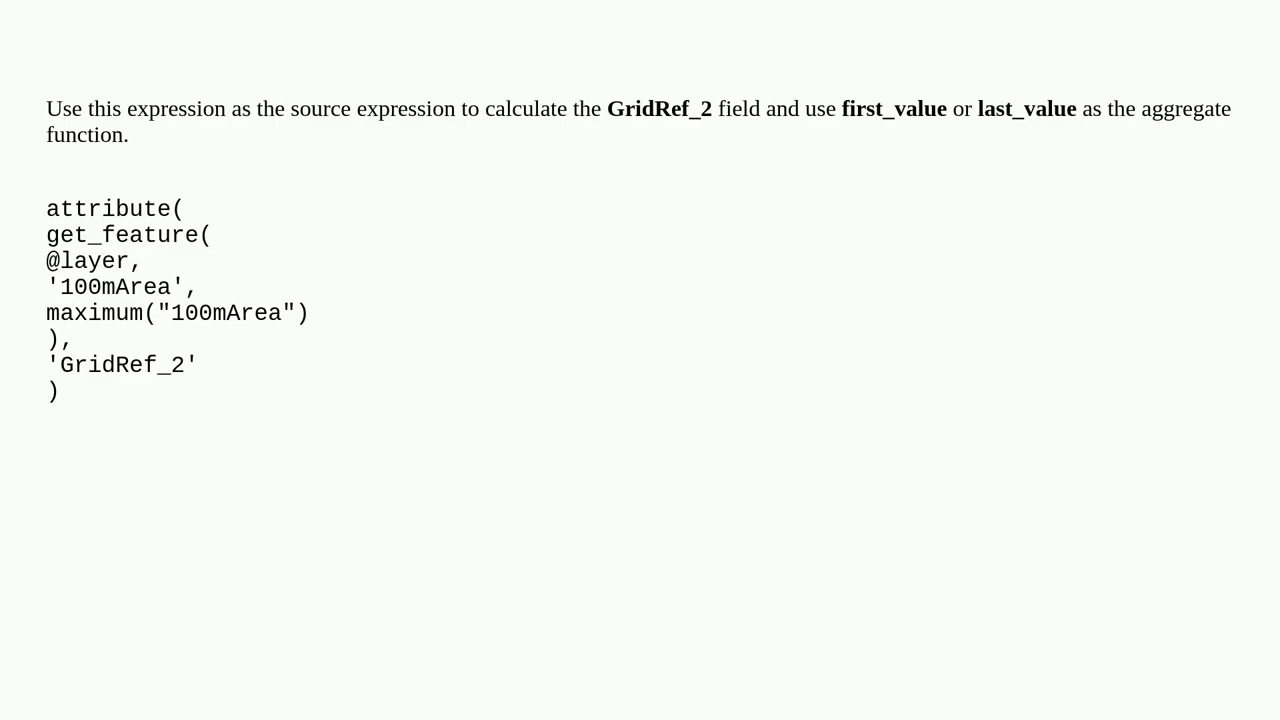 Use this expression as the source expression to calculate the GridRef_2 field and use first_value or last_value as the aggregate
function.
attribute(
get_feature(
@layer,
'100mArea',
maximum("100mArea")
),
'GridRef_2'
)